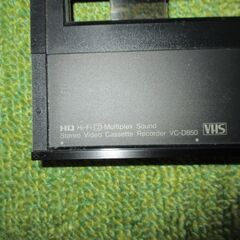 HQ Hi-Fi Multiplex Sound
Stereo Video Cassette Recorder VC-D850 VHS